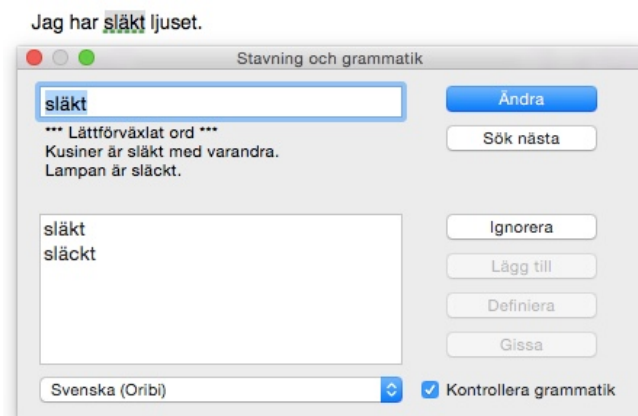 Jag har släkt ljuset.
Stavning och grammatik
släkt
Ändra
*** Lättförväxlat ord ***
Kusiner är släkt med varandra.
Lampan är släckt.
Sök nästa
släkt
släckt
Ignorera
Lägg till
Definiera
Gissa
Svenska (Oribi)
Kontrollera grammatik